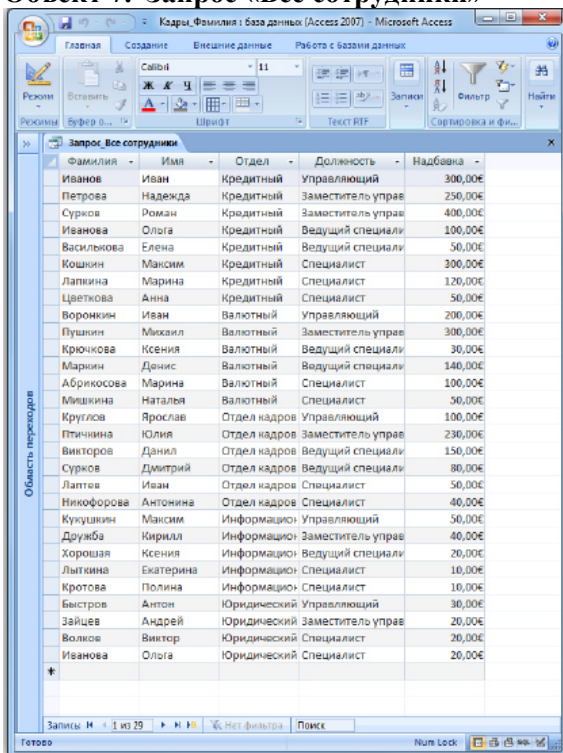 Объект 7. Запрос «Все сотрудники»
Кадры_Фамилия : база данных (Access 2007) - Microsoft Access
Главная Создание Внешние данные Работа с базами данных
Calibri 11
Режим Вставить Ж К Ч Записи Фильтр Найти
Режимы Буфер о... Шрифт Текст RTF Сортировка и фи...
Запрос_Все сотрудники
Фамилия Имя Отдел Должность Надбавка
Иванов Иван Кредитный Управляющий 300,00€
Петрова Надежда Кредитный Заместитель управ 250,00€
Сурков Роман Кредитный Заместитель управ 400,00€
Иванова Ольга Кредитный Ведущий специали 100,00€
Василькова Елена Кредитный Ведущий специали 50,00€
Кошкин Максим Кредитный Специалист 300,00€
Лапкина Марина Кредитный Специалист 120,00€
Цветкова Анна Кредитный Специалист 50,00€
Воронкин Иван Валютный Управляющий 200,00€
Пушкин Михаил Валютный Заместитель управ 300,00€
Крючкова Ксения Валютный Ведущий специали 30,00€
Маркин Денис Валютный Ведущий специали 140,00€
Абрикосова Марина Валютный Специалист 100,00€
Мишкина Наталья Валютный Специалист 50,00€
Круглов Ярослав Отдел кадров Управляющий 100,00€
Птичкина Юлия Отдел кадров Заместитель управ 230,00€
Викторов Данил Отдел кадров Ведущий специали 150,00€
Сурков Дмитрий Отдел кадров Ведущий специали 80,00€
Лаптев Иван Отдел кадров Специалист 50,00€
Никофорова Антонина Отдел кадров Специалист 40,00€
Кукушкин Максим Информацион Управляющий 50,00€
Дружба Кирилл Информацион Заместитель управ 40,00€
Хорошая Ксения Информацион Ведущий специали 20,00€
Лыткина Екатерина Информацион Специалист 10,00€
Кротова Полина Информацион Специалист 10,00€
Быстров Антон Юридический Управляющий 30,00€
Зайцев Андрей Юридический Заместитель управ 20,00€
Волков Виктор Юридический Специалист 20,00€
Иванова Ольга Юридический Специалист 20,00€
Область переходов
Запись: 1 из 29 Нет фильтра Поиск
Готово Num Lock